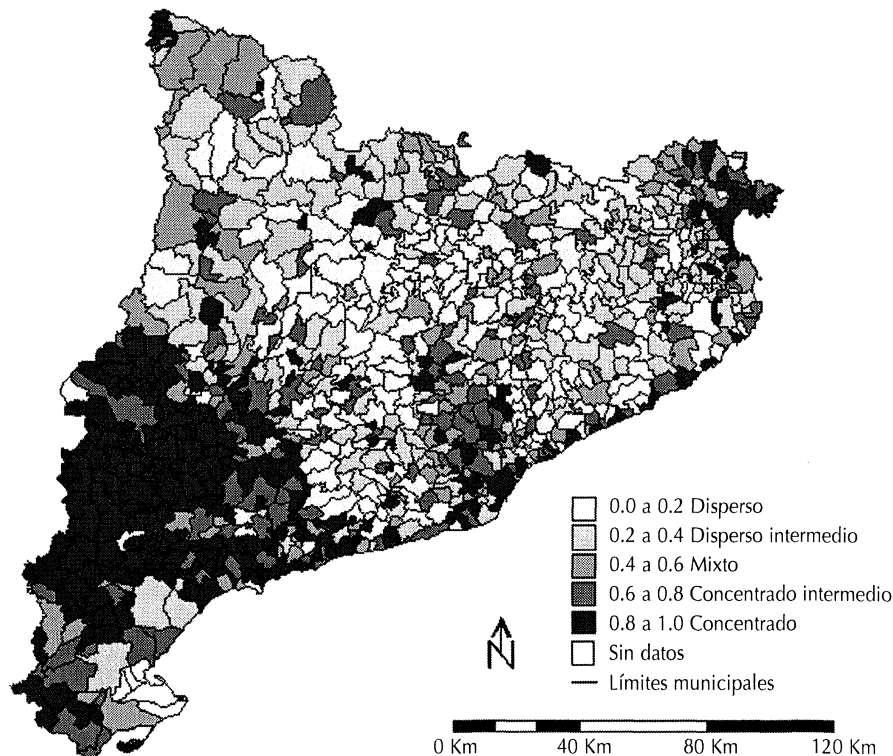 0.0 a 0.2 Disperso
0.2 a 0.4 Disperso intermedio
0.4 a 0.6 Mixto
0.6 a 0.8 Concentrado intermedio
0.8 a 1.0 Concentrado
Sin datos
Límites municipales
N
0 Km 40 Km 80 Km 120 Km